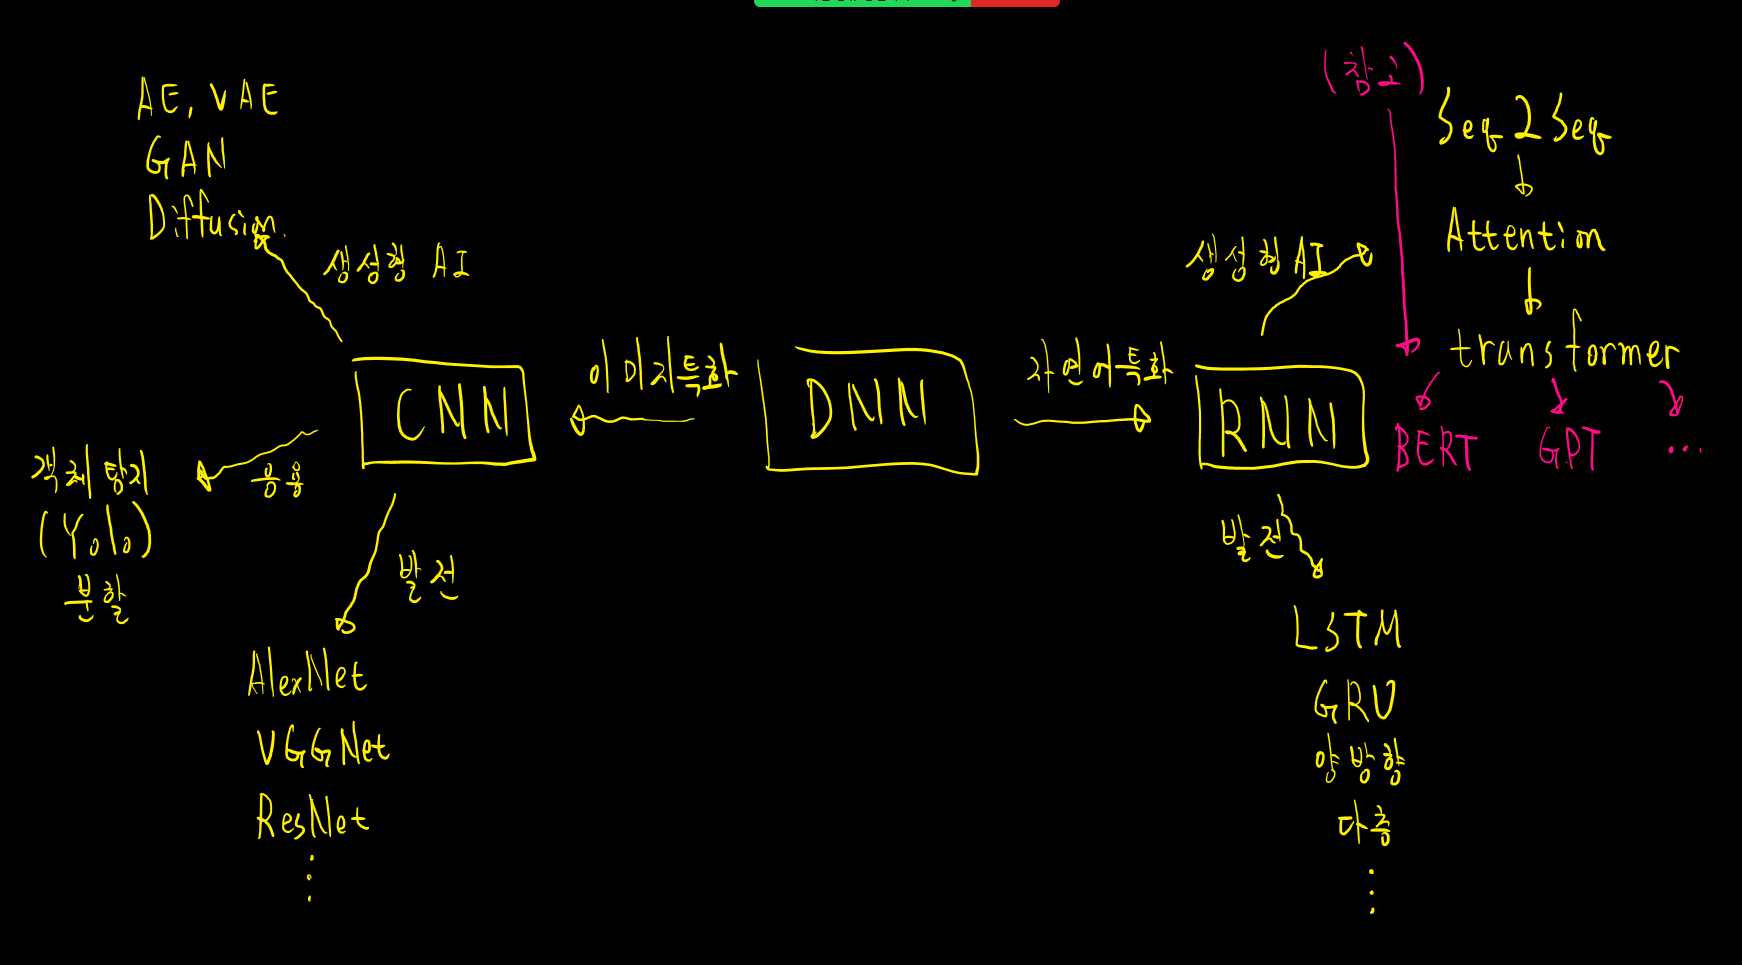 AE, VAE
GAN
Diffusion.
생성형 AI
CNN
이미지특화
DNN
자연어특화
RNN
생성형 AI
(참고)
Seq2Seq
Attention
transformer
BERT GPT ...
객체탐지
(Yolo)
분할
응용
발전
AlexNet
VGGNet
ResNet
⋮
발전
LSTM
GRU
양방향
다층
⋮